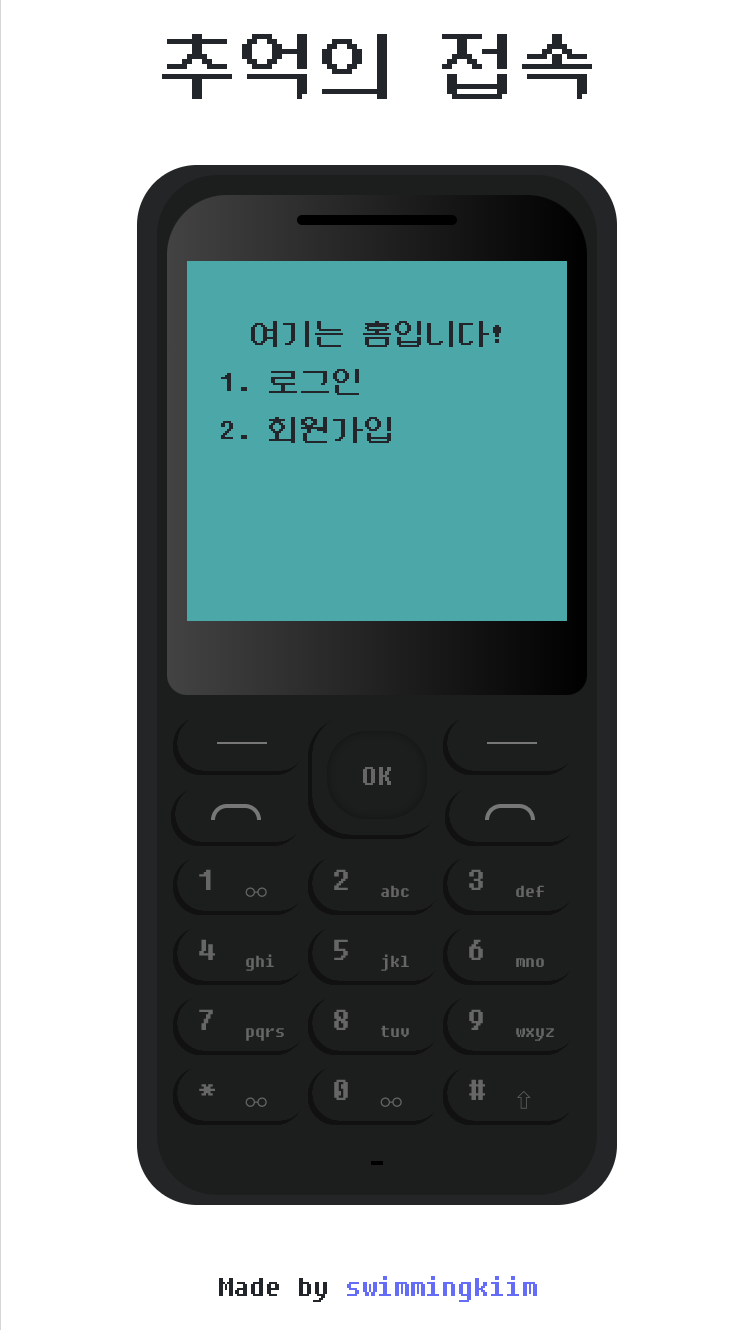 추억의 접속
여기는 홈입니다!
1. 로그인
2. 회원가입
OK
1
2 abc
3 def
4 ghi
5 jkl
6 mno
7 pqrs
8 tuv
9 wxyz
*
0
# ⇧
Made by swimmingkiim